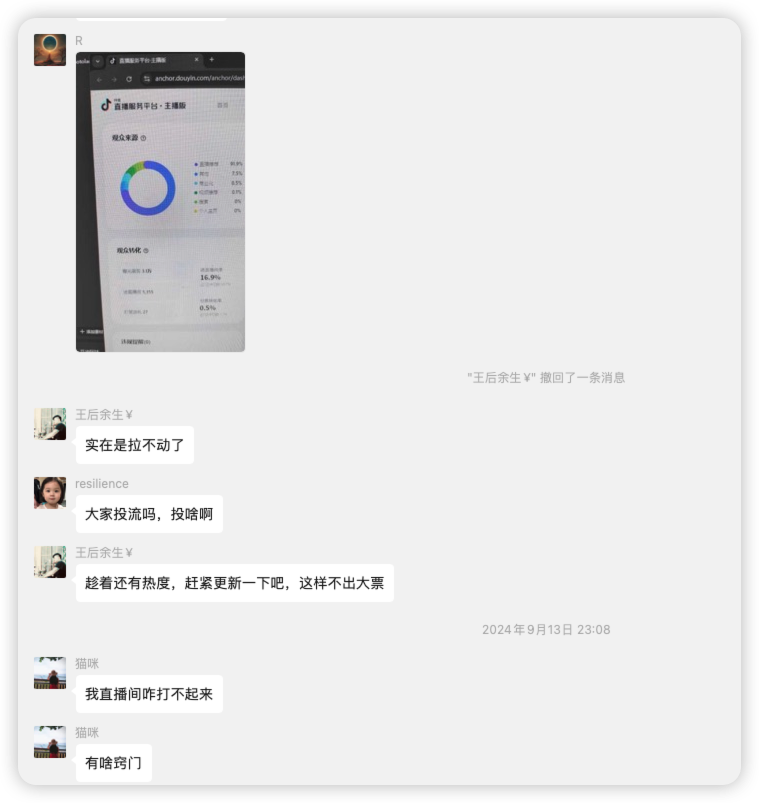 R
直播服务平台·主播版
anchor.douyin.com/anchor/das
直播服务平台·主播版
观众来源
观众转化
16.9%
0.5%
"王后余生¥" 撤回了一条消息
王后余生¥
实在是拉不动了
resilience
大家投流吗，投啥啊
王后余生¥
趁着还有热度，赶紧更新一下吧，这样不出大票
2024年9月13日 23:08
猫咪
我直播间咋打不起来
猫咪
有啥窍门